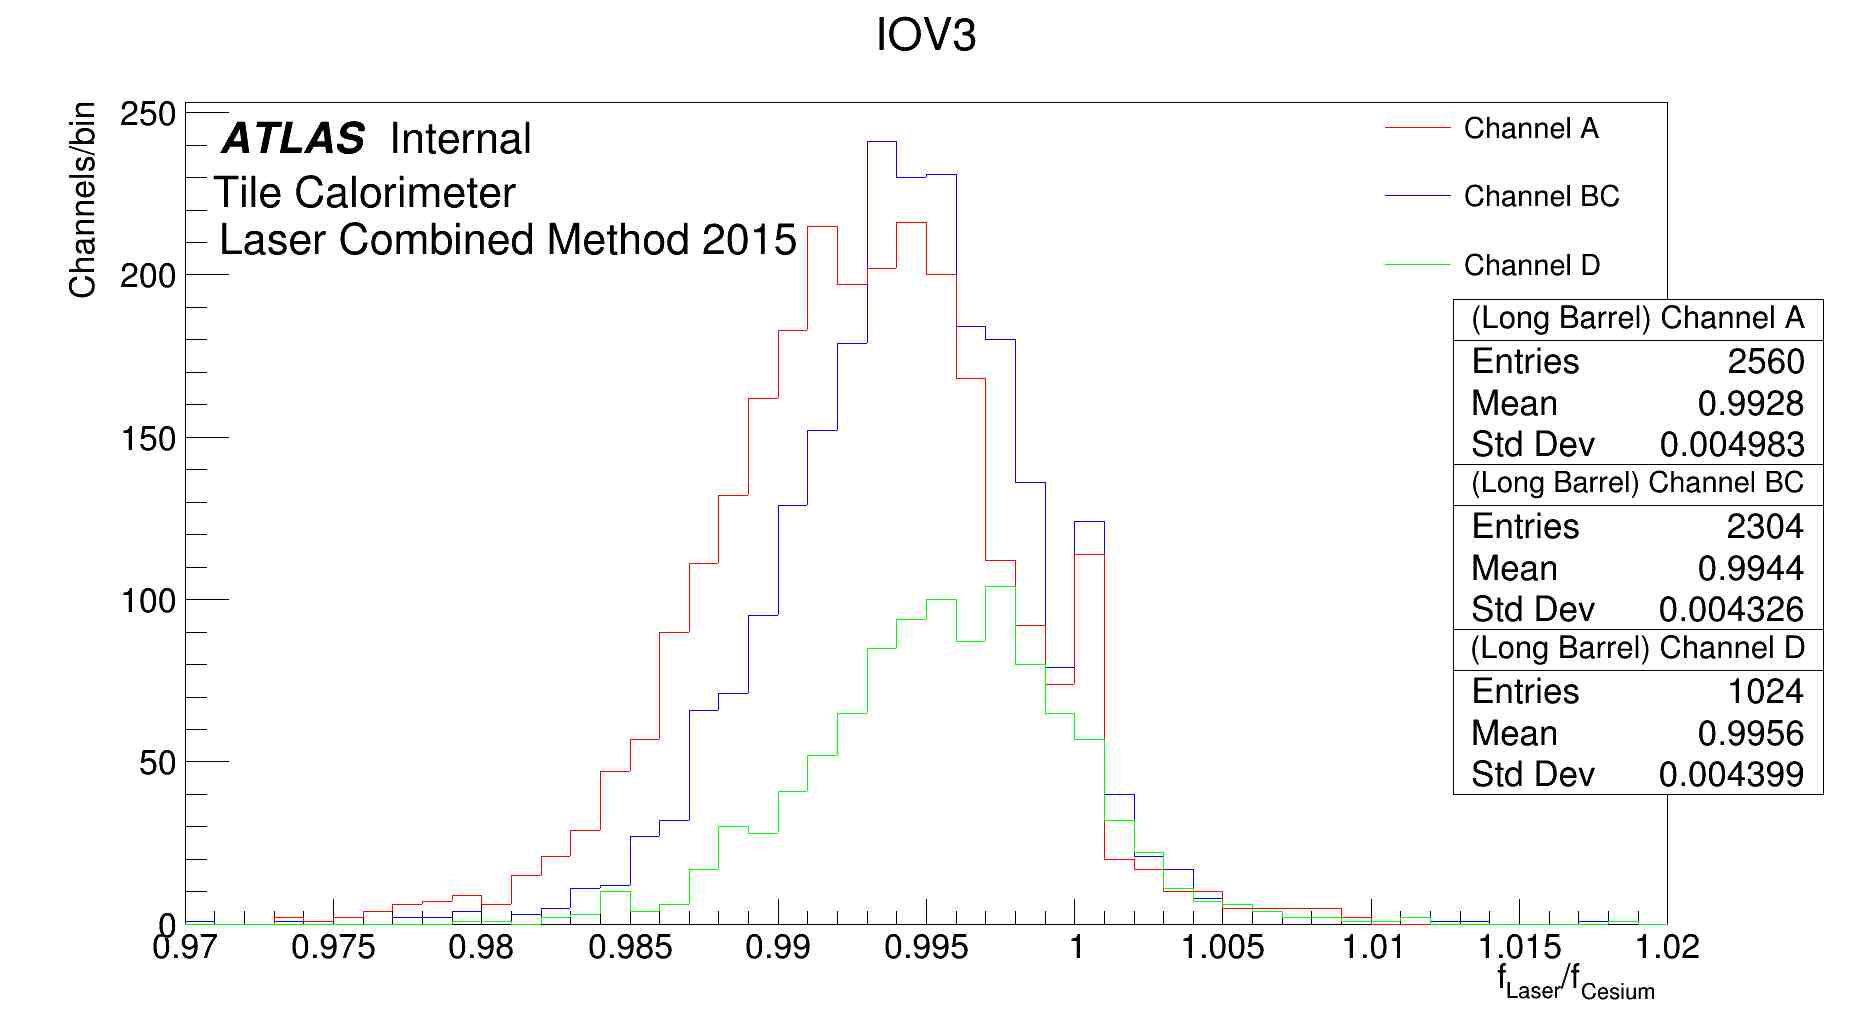 IOV3
Channels/bin
250
200
150
100
50
0
ATLAS Internal
Tile Calorimeter
Laser Combined Method 2015
Channel A
Channel BC
Channel D
(Long Barrel) Channel A
Entries 2560
Mean 0.9928
Std Dev 0.004983
(Long Barrel) Channel BC
Entries 2304
Mean 0.9944
Std Dev 0.004326
(Long Barrel) Channel D
Entries 1024
Mean 0.9956
Std Dev 0.004399
0.97 0.975 0.98 0.985 0.99 0.995 1 1.005 1.01 1.015 1.02
fLaser/fCesium